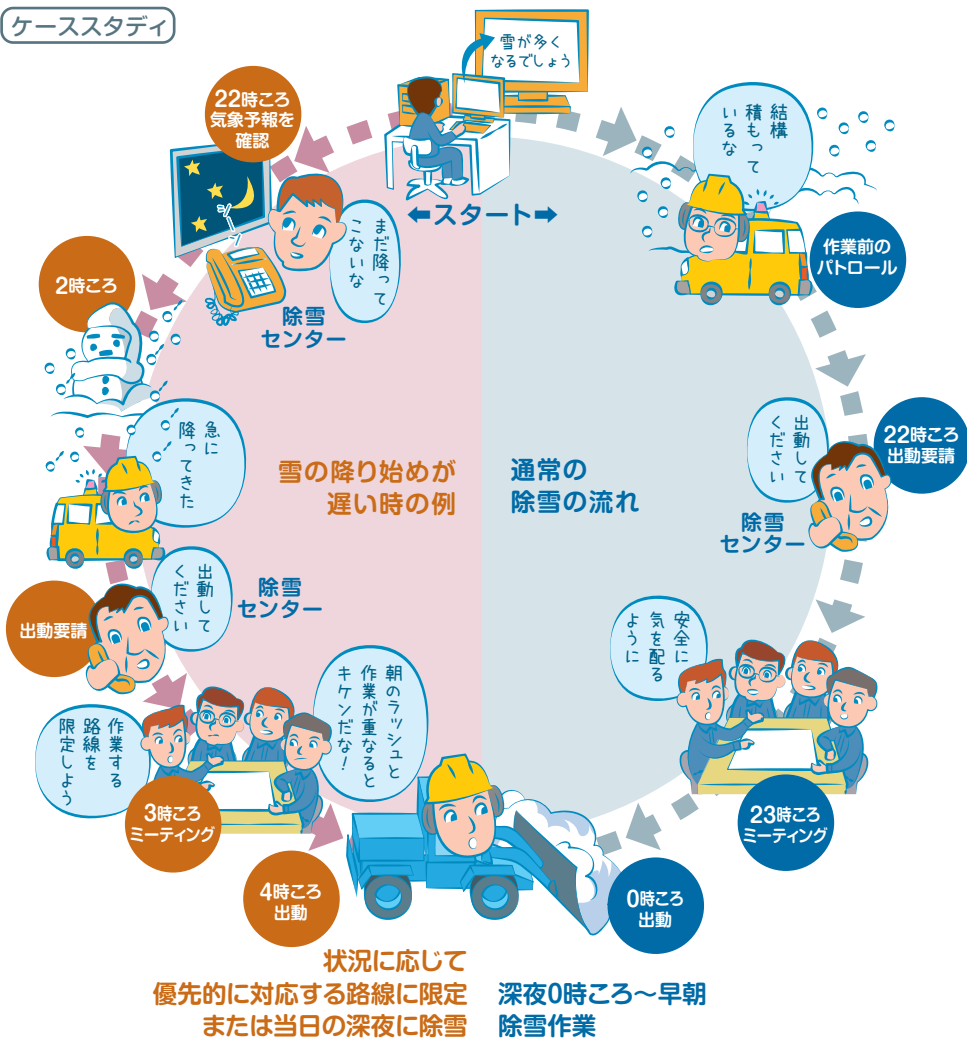 ケーススタディ
雪が多く
なるでしょう
←スタート➡
結構
積もって
いるな
作業前の
パトロール
22時ころ
出動要請
出動して
ください
除雪
センター
通常の
除雪の流れ
安全に
気を配る
ように
23時ころ
ミーティング
0時ころ
出動
深夜0時ころ～早朝
除雪作業
22時ころ
気象予報を
確認
まだ降って
こないな
除雪
センター
2時ころ
急に
降ってきた
雪の降り始めが
遅い時の例
出動要請
出動して
ください
除雪
センター
作業する
路線を
限定しよう
3時ころ
ミーティング
朝のラッシュと
作業が重なると
キケンだな！
4時ころ
出動
状況に応じて
優先的に対応する路線に限定
または当日の深夜に除雪